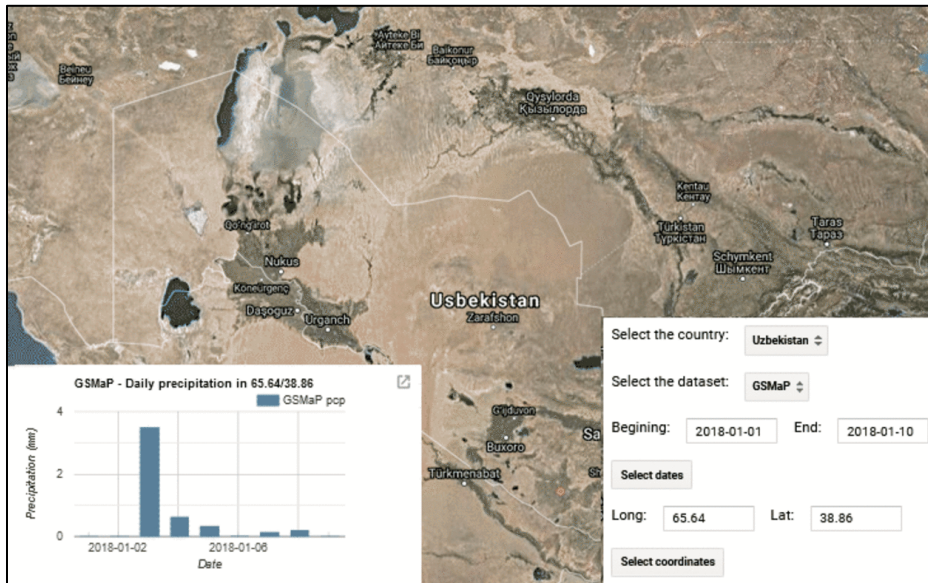 Ayteke Bi
Айтеке Би
Baikonur
Байқоңыр
Beineu
Бейнеу
Qysylorda
Қызылорда
Kentau
Кентау
Türkistan
Түркістан
Taras
Тараз
Schymkent
Шымкент
Qo'ng'irot
Nukus
Köneürgenç
Daşoguz
Urganch
Usbekistan
Zarafshon
G'ijduvon
Buxoro
Türkmenabat
Sa
Sh
GSMaP - Daily precipitation in 65.64/38.86
GSMaP pcp
Precipitation (mm)
4
2
0
2018-01-02 2018-01-06
Date
Select the country: Uzbekistan
Select the dataset: GSMaP
Begining: 2018-01-01 End: 2018-01-10
Select dates
Long: 65.64 Lat: 38.86
Select coordinates